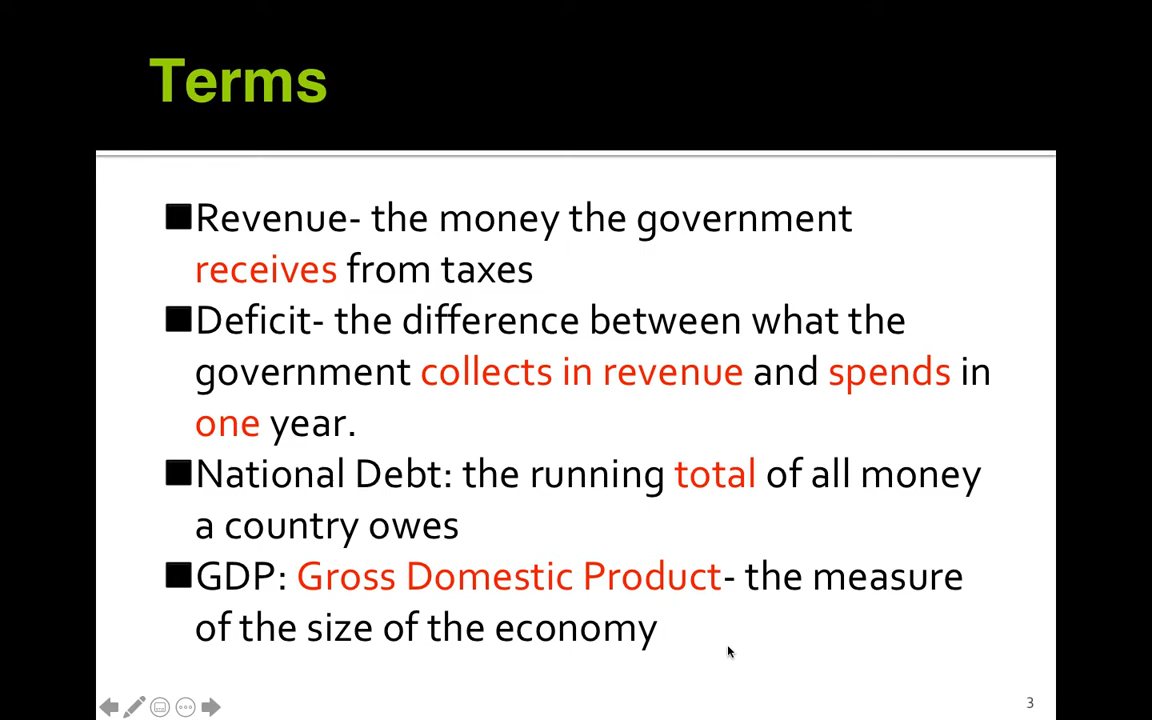 Terms
■Revenue- the money the government
receives from taxes
■Deficit- the difference between what the
government collects in revenue and spends in
one year.
■National Debt: the running total of all money
a country owes
■GDP: Gross Domestic Product- the measure
of the size of the economy
3